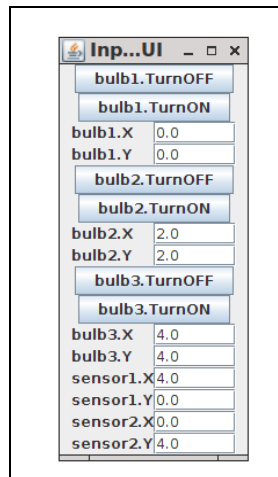 Inp...UI
bulb1.TurnOFF
bulb1.TurnON
bulb1.X 0.0
bulb1.Y 0.0
bulb2.TurnOFF
bulb2.TurnON
bulb2.X 2.0
bulb2.Y 2.0
bulb3.TurnOFF
bulb3.TurnON
bulb3.X 4.0
bulb3.Y 4.0
sensor1.X 4.0
sensor1.Y 0.0
sensor2.X 0.0
sensor2.Y 4.0